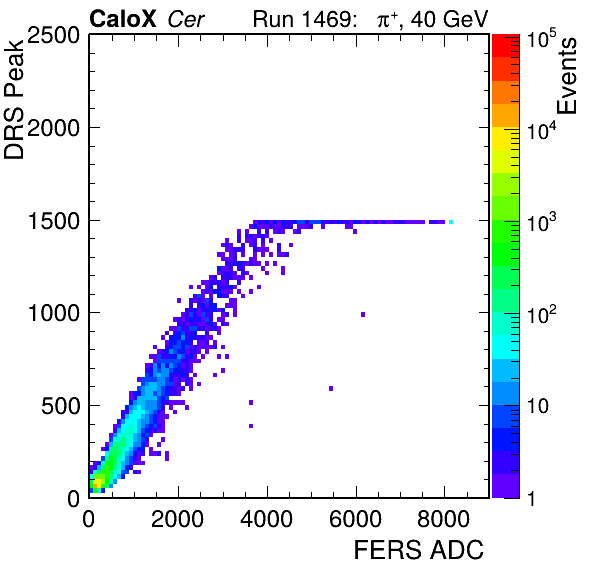 CaloX Cer Run 1469: π⁺, 40 GeV
DRS Peak
2500
2000
1500
1000
500
0
0 2000 4000 6000 8000
FERS ADC
Events
10⁵
10⁴
10³
10²
10
1